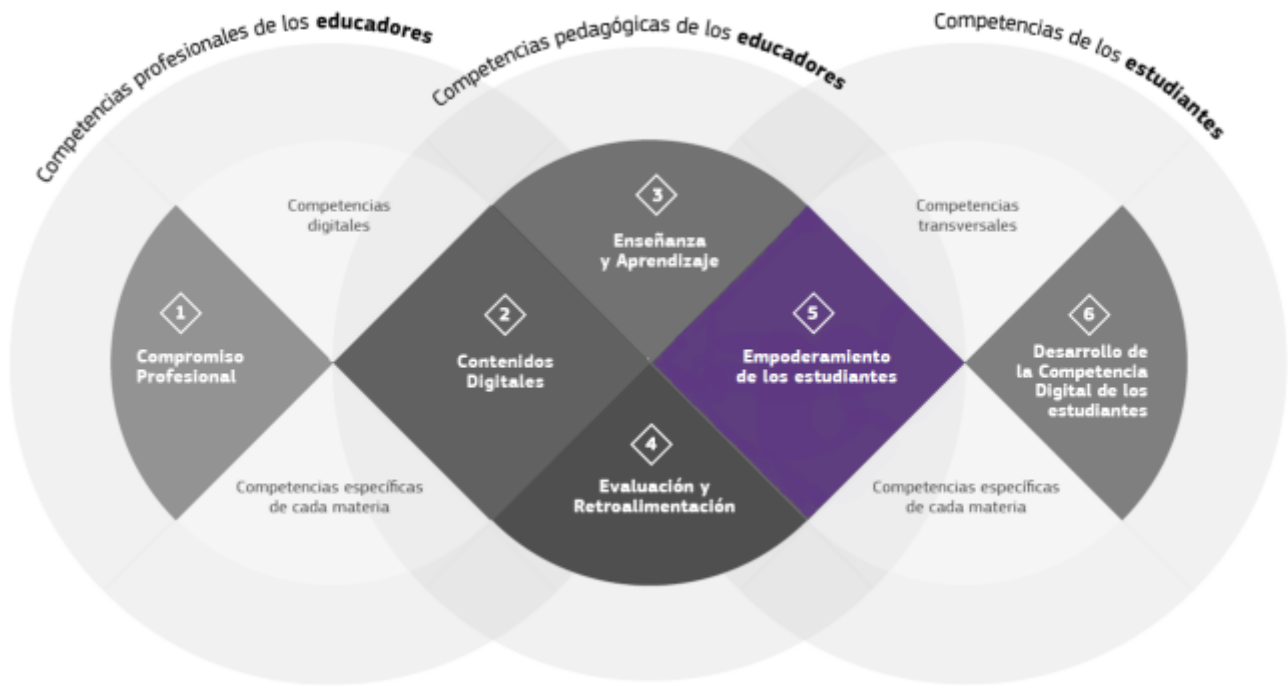 Competencias profesionales de los educadores
Competencias pedagógicas de los educadores
Competencias de los estudiantes
Competencias
digitales
Competencias
transversales
1
Compromiso
Profesional
2
Contenidos
Digitales
3
Enseñanza
y Aprendizaje
4
Evaluación y
Retroalimentación
5
Empoderamiento
de los estudiantes
6
Desarrollo de
la Competencia
Digital de los
estudiantes
Competencias específicas
de cada materia
Competencias específicas
de cada materia